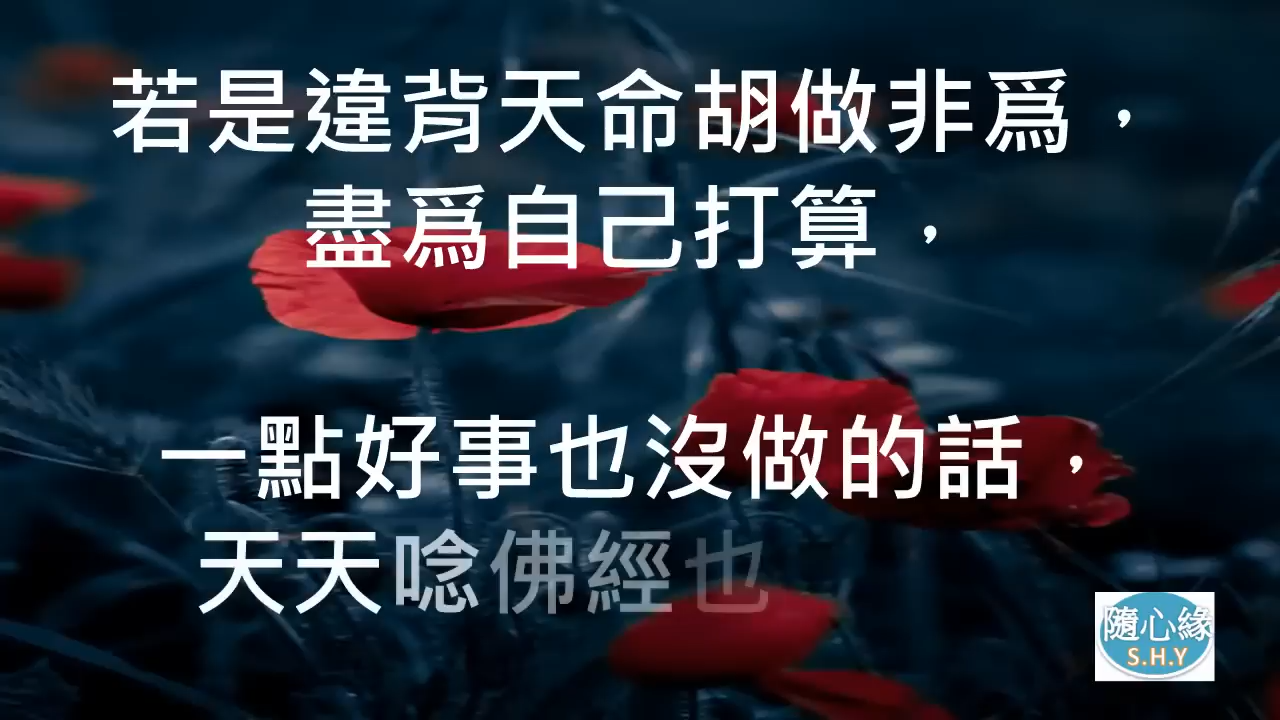 若是違背天命胡做非爲，
盡爲自己打算，
一點好事也沒做的話，
天天唸佛經也
隨心緣
S.H.Y